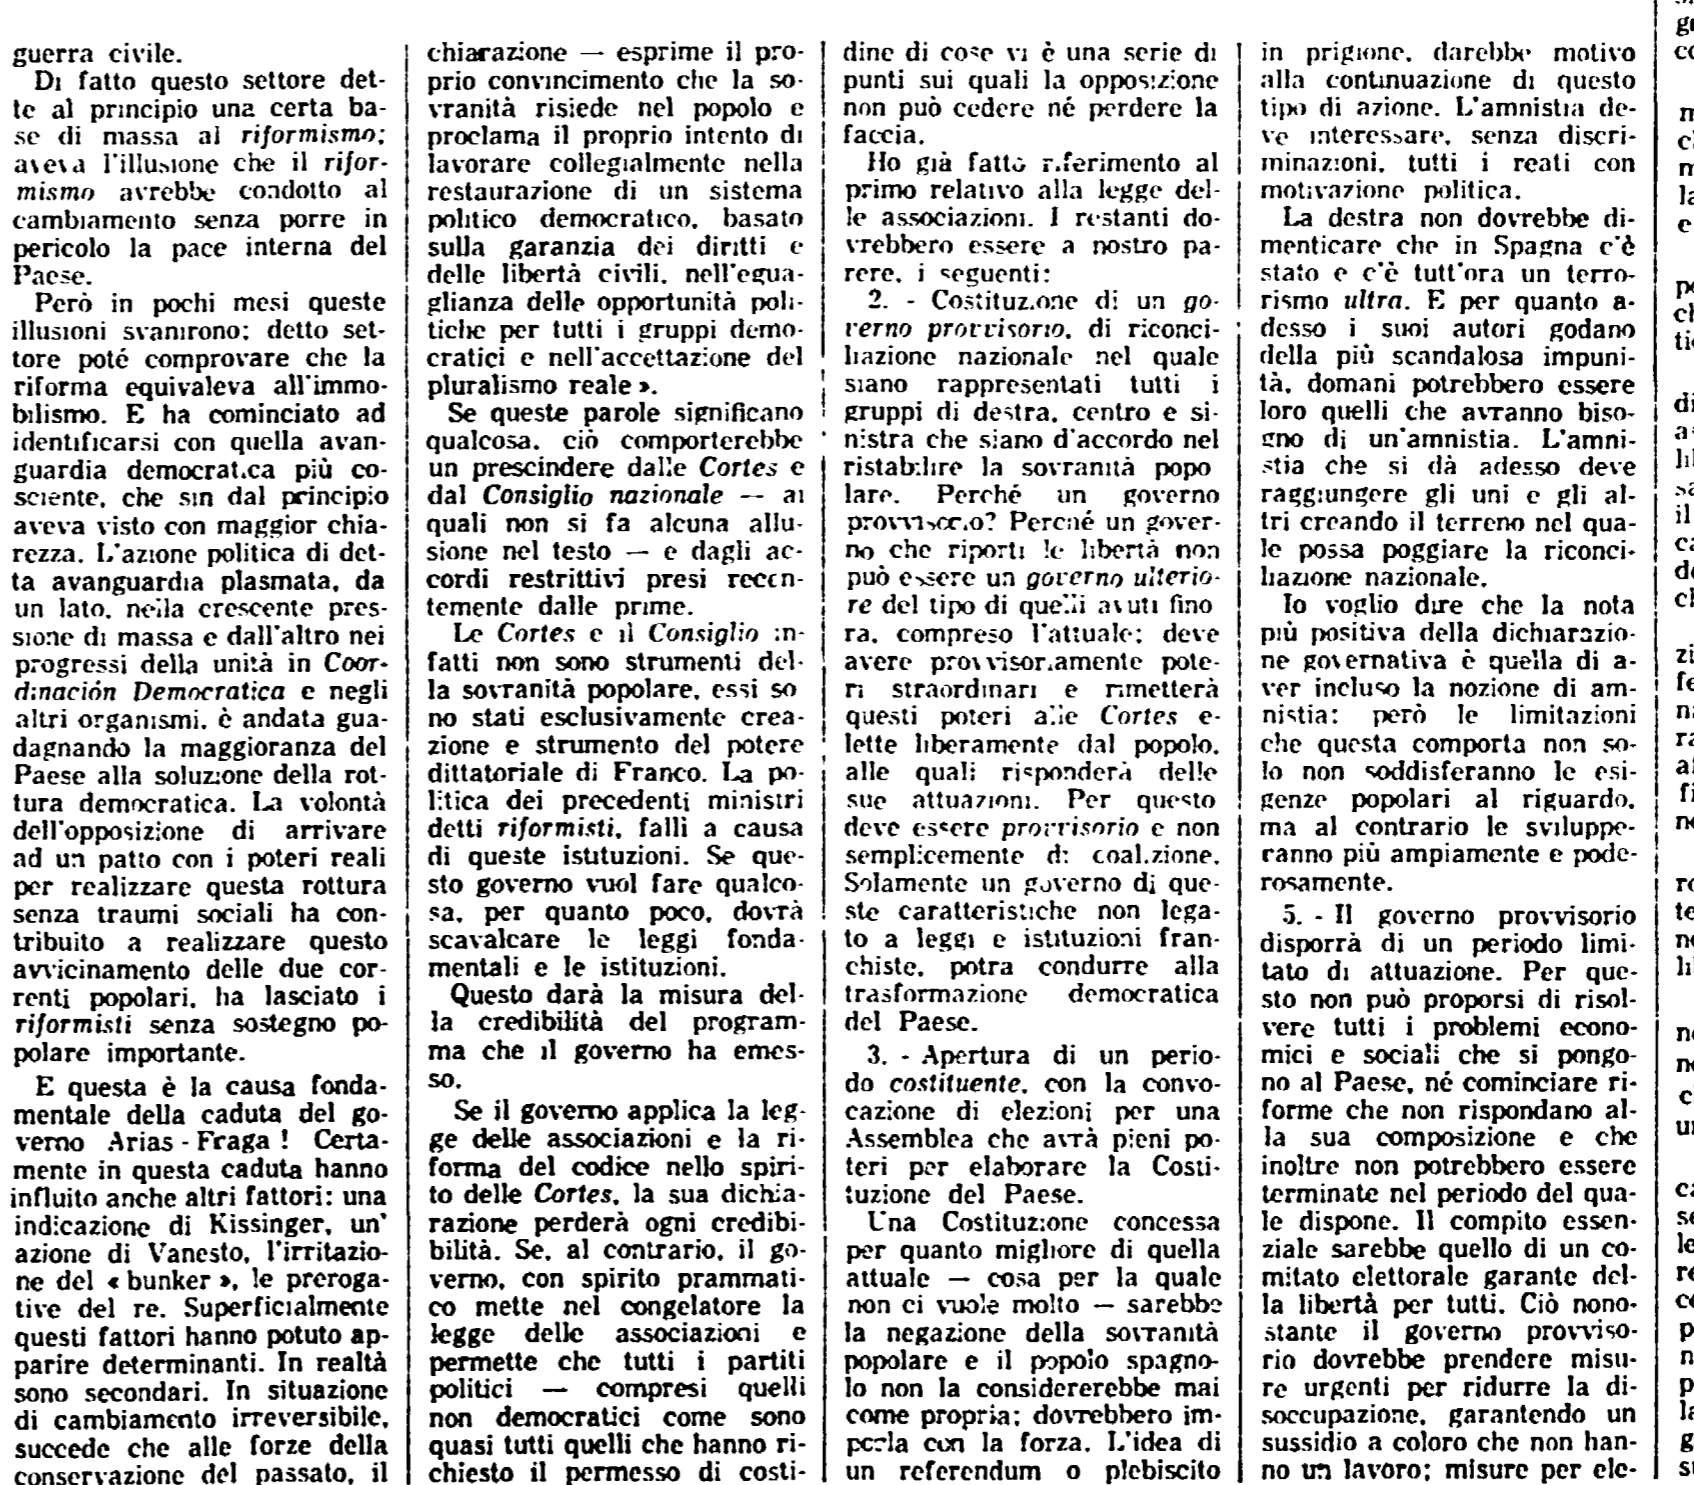 guerra civile.
Di fatto questo settore det-
te al principio una certa ba-
se di massa al riformismo;
aveva l'illusione che il rifor-
mismo avrebbe condotto al
cambiamento senza porre in
pericolo la pace interna del
Paese.
Però in pochi mesi queste
illusioni svanirono; detto set-
tore poté comprovare che la
riforma equivaleva all'immo-
bilismo. E ha cominciato ad
identificarsi con quella avan-
guardia democratica più co-
sciente, che sin dal principio
aveva visto con maggior chia-
rezza. L'azione politica di det-
ta avanguardia plasmata, da
un lato, nella crescente pres-
sione di massa e dall'altro nei
progressi della unità in Coor-
dinación Democratica e negli
altri organismi, è andata gua-
dagnando la maggioranza del
Paese alla soluzione della rot-
tura democratica. La volontà
dell'opposizione di arrivare
ad un patto con i poteri reali
per realizzare questa rottura
senza traumi sociali ha con-
tribuito a realizzare questo
avvicinamento delle due cor-
renti popolari, ha lasciato i
riformisti senza sostegno po-
polare importante.
E questa è la causa fonda-
mentale della caduta del go-
verno Arias - Fraga! Certa-
mente in questa caduta hanno
influito anche altri fattori: una
indicazione di Kissinger, un'
azione di Vanesto, l'irritazio-
ne del « bunker », le preroga-
tive del re. Superficialmente
questi fattori hanno potuto ap-
parire determinanti. In realtà
sono secondari. In situazione
di cambiamento irreversibile,
succede che alle forze della
conservazione del passato, il
chiarazione — esprime il pro-
prio convincimento che la so-
vranità risiede nel popolo e
proclama il proprio intento di
lavorare collegialmente nella
restaurazione di un sistema
politico democratico, basato
sulla garanzia dei diritti e
delle libertà civili, nell'egua-
glianza delle opportunità poli-
tiche per tutti i gruppi demo-
cratici e nell'accettazione del
pluralismo reale ».
Se queste parole significano
qualcosa, ciò comporterebbe
un prescindere dalle Cortes e
dal Consiglio nazionale — ai
quali non si fa alcuna allu-
sione nel testo — e dagli ac-
cordi restrittivi presi recen-
temente dalle prime.
Le Cortes e il Consiglio in-
fatti non sono strumenti del-
la sovranità popolare, essi so
no stati esclusivamente crea-
zione e strumento del potere
dittatoriale di Franco. La po-
litica dei precedenti ministri
detti riformisti, fallì a causa
di queste istituzioni. Se que-
sto governo vuol fare qualco-
sa, per quanto poco, dovrà
scavalcare le leggi fonda-
mentali e le istituzioni.
Questo darà la misura del-
la credibilità del program-
ma che il governo ha emes-
so.
Se il governo applica la leg-
ge delle associazioni e la ri-
forma del codice nello spiri-
to delle Cortes, la sua dichia-
razione perderà ogni credibi-
bilità. Se, al contrario, il go-
verno, con spirito prammati-
co mette nel congelatore la
legge delle associazioni e
permette che tutti i partiti
politici — compresi quelli
non democratici come sono
quasi tutti quelli che hanno ri-
chiesto il permesso di costi-
dine di cose vi è una serie di
punti sui quali la opposizione
non può cedere né perdere la
faccia.
Ho già fatto riferimento al
primo relativo alla legge del-
le associazioni. I restanti do-
vrebbero essere a nostro pa-
rere, i seguenti:
2. - Costituzione di un go-
verno provvisorio, di riconci-
liazione nazionale nel quale
siano rappresentati tutti i
gruppi di destra, centro e si-
nistra che siano d'accordo nel
ristabilire la sovranità popo
lare. Perché un governo
provvisorio? Perché un gover-
no che riporti le libertà non
può essere un governo ulterio-
re del tipo di quelli avuti fino
ra, compreso l'attuale; deve
avere provvisoriamente pote-
ri straordinari e rimetterà
questi poteri alle Cortes e-
lette liberamente dal popolo,
alle quali risponderà delle
sue attuazioni. Per questo
deve essere provvisorio e non
semplicemente di coalizione.
Solamente un governo di que-
ste caratteristiche non lega-
to a leggi e istituzioni fran-
chiste, potra condurre alla
trasformazione democratica
del Paese.
3. - Apertura di un perio-
do costituente, con la convo-
cazione di elezioni per una
Assemblea che avrà pieni po-
teri per elaborare la Costi-
tuzione del Paese.
Una Costituzione concessa
per quanto migliore di quella
attuale — cosa per la quale
non ci vuole molto — sarebbe
la negazione della sovranità
popolare e il popolo spagno-
lo non la considererebbe mai
come propria; dovrebbero im-
porla con la forza. L'idea di
un referendum o plebiscito
in prigione, darebbe motivo
alla continuazione di questo
tipo di azione. L'amnistia de-
ve interessare, senza discri-
minazioni, tutti i reati con
motivazione politica.
La destra non dovrebbe di-
menticare che in Spagna c'è
stato e c'è tutt'ora un terro-
rismo ultra. E per quanto a-
desso i suoi autori godano
della più scandalosa impuni-
tà, domani potrebbero essere
loro quelli che avranno biso-
gno di un'amnistia. L'amni-
stia che si dà adesso deve
raggiungere gli uni e gli al-
tri creando il terreno nel qua-
le possa poggiare la riconci-
liazione nazionale.
Io voglio dire che la nota
più positiva della dichiarazio-
ne governativa è quella di a-
ver incluso la nozione di am-
nistia; però le limitazioni
che questa comporta non so-
lo non soddisferanno le esi-
genze popolari al riguardo,
ma al contrario le sviluppe-
ranno più ampiamente e pode-
rosamente.
5. - Il governo provvisorio
disporrà di un periodo limi-
tato di attuazione. Per que-
sto non può proporsi di risol-
vere tutti i problemi econo-
mici e sociali che si pongo-
no al Paese, né cominciare ri-
forme che non rispondano al-
la sua composizione e che
inoltre non potrebbero essere
terminate nel periodo del qua-
le dispone. Il compito essen-
ziale sarebbe quello di un co-
mitato elettorale garante del-
la libertà per tutti. Ciò nono-
stante il governo provviso-
rio dovrebbe prendere misu-
re urgenti per ridurre la di-
soccupazione, garantendo un
sussidio a coloro che non han-
no un lavoro; misure per ele-